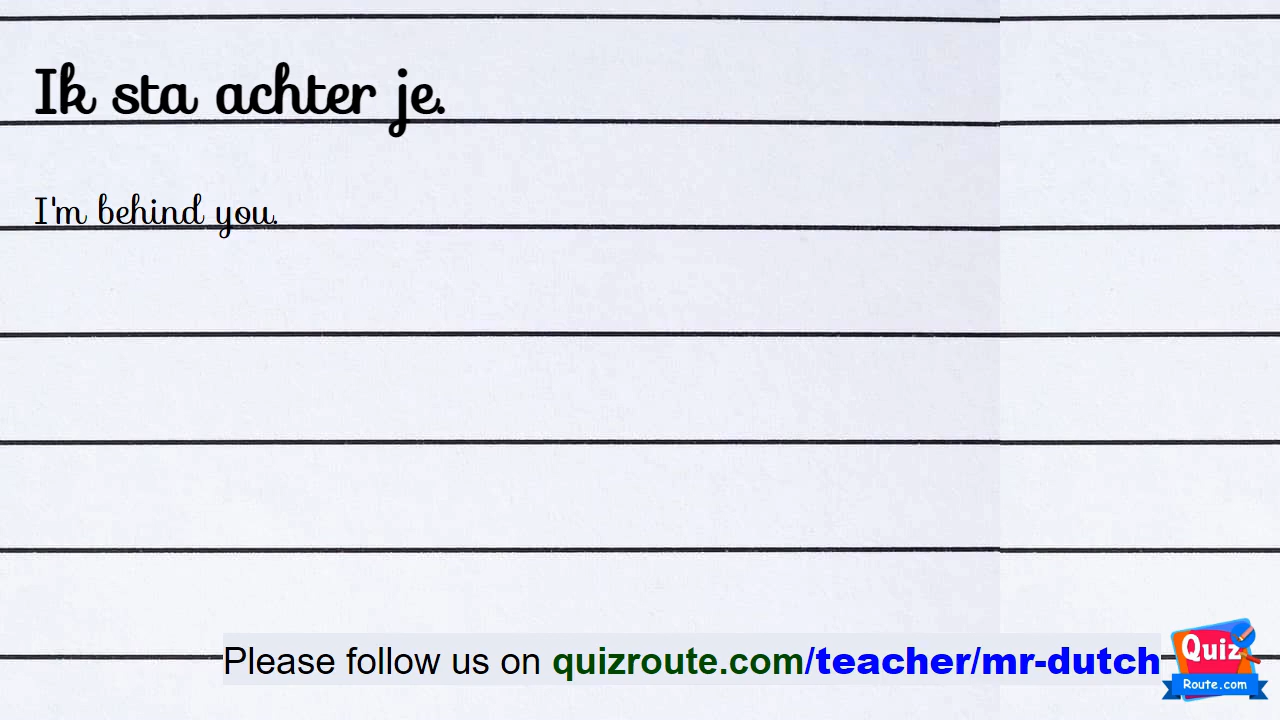 Ik sta achter je.
I'm behind you.
Please follow us on quizroute.com/teacher/mr-dutch
Quiz
Route.com